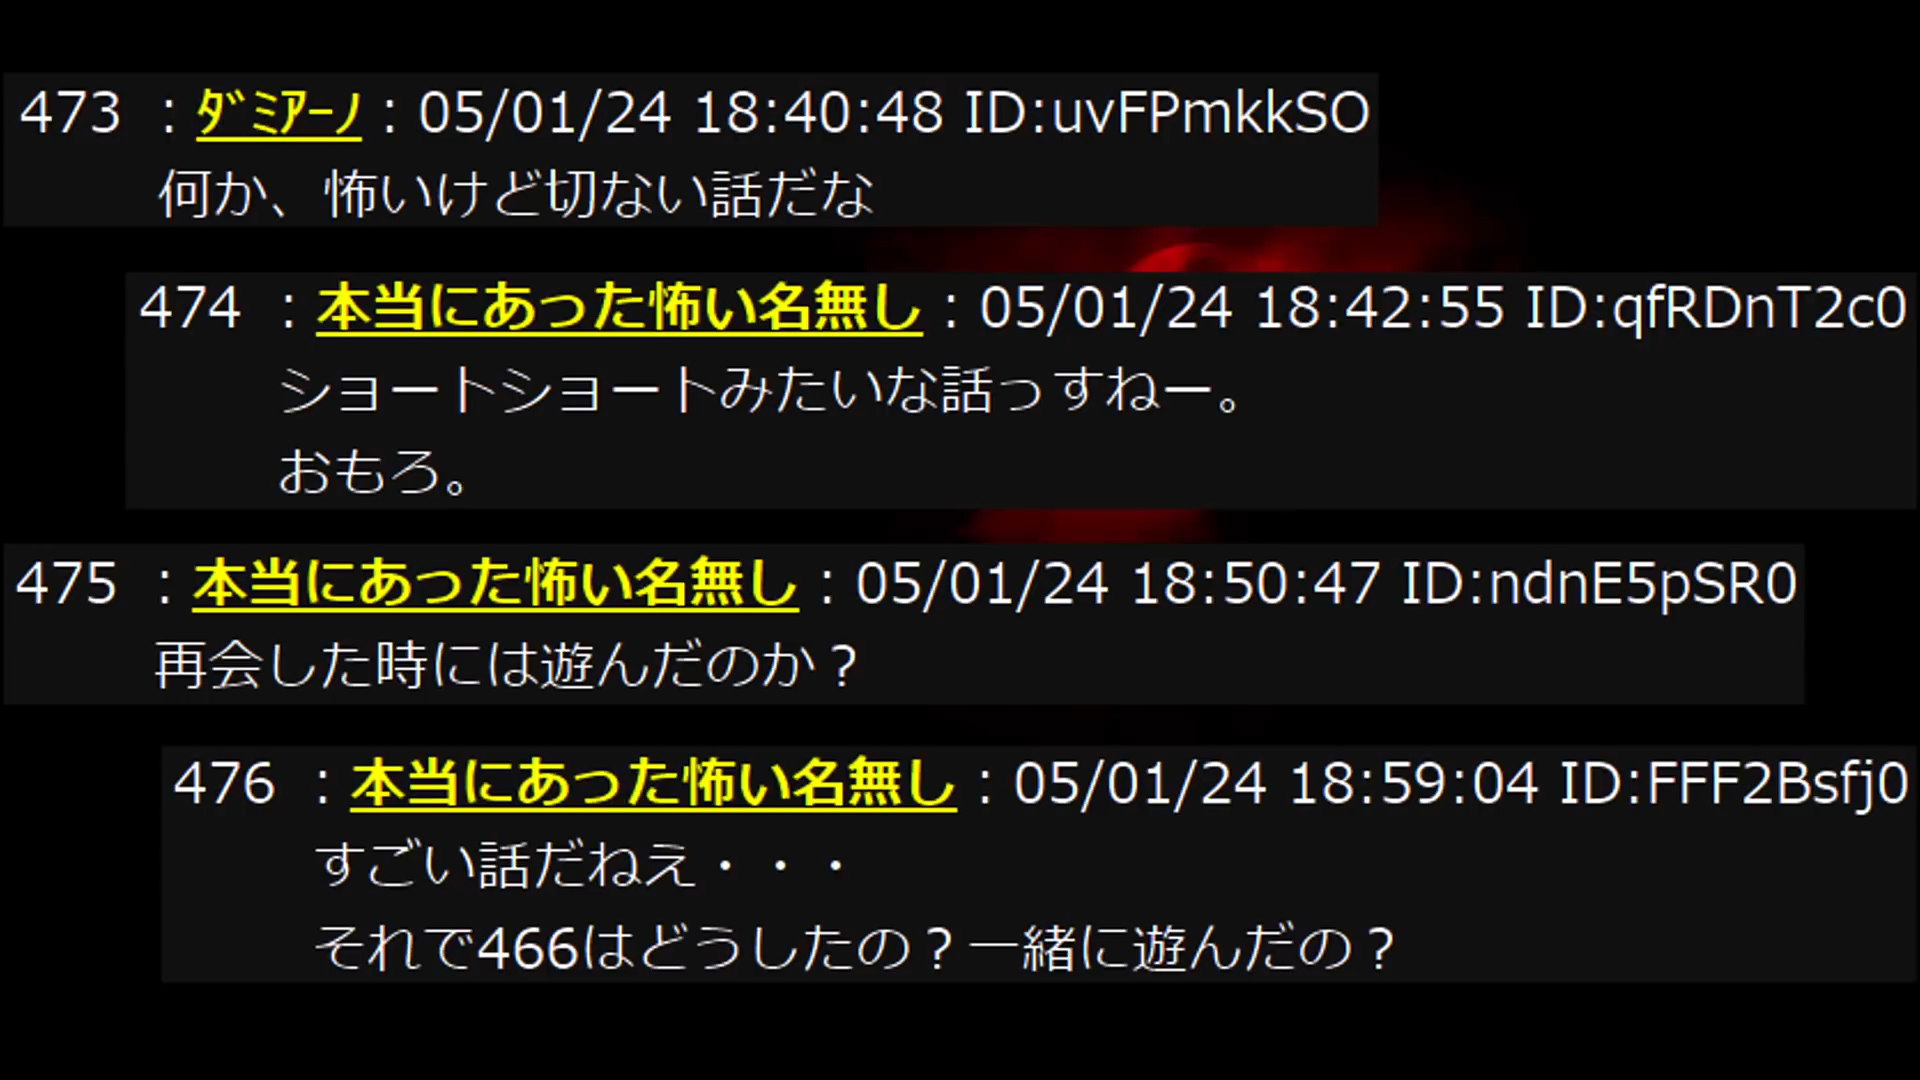 473 ：ﾀﾞﾐｱｰﾉ：05/01/24 18:40:48 ID:uvFPmkkSO
何か、怖いけど切ない話だな
474 ：本当にあった怖い名無し：05/01/24 18:42:55 ID:qfRDnT2c0
ショートショートみたいな話っすねー。
おもろ。
475 ：本当にあった怖い名無し：05/01/24 18:50:47 ID:ndnE5pSR0
再会した時には遊んだのか？
476 ：本当にあった怖い名無し：05/01/24 18:59:04 ID:FFF2Bsfj0
すごい話だねえ・・・
それで466はどうしたの？一緒に遊んだの？